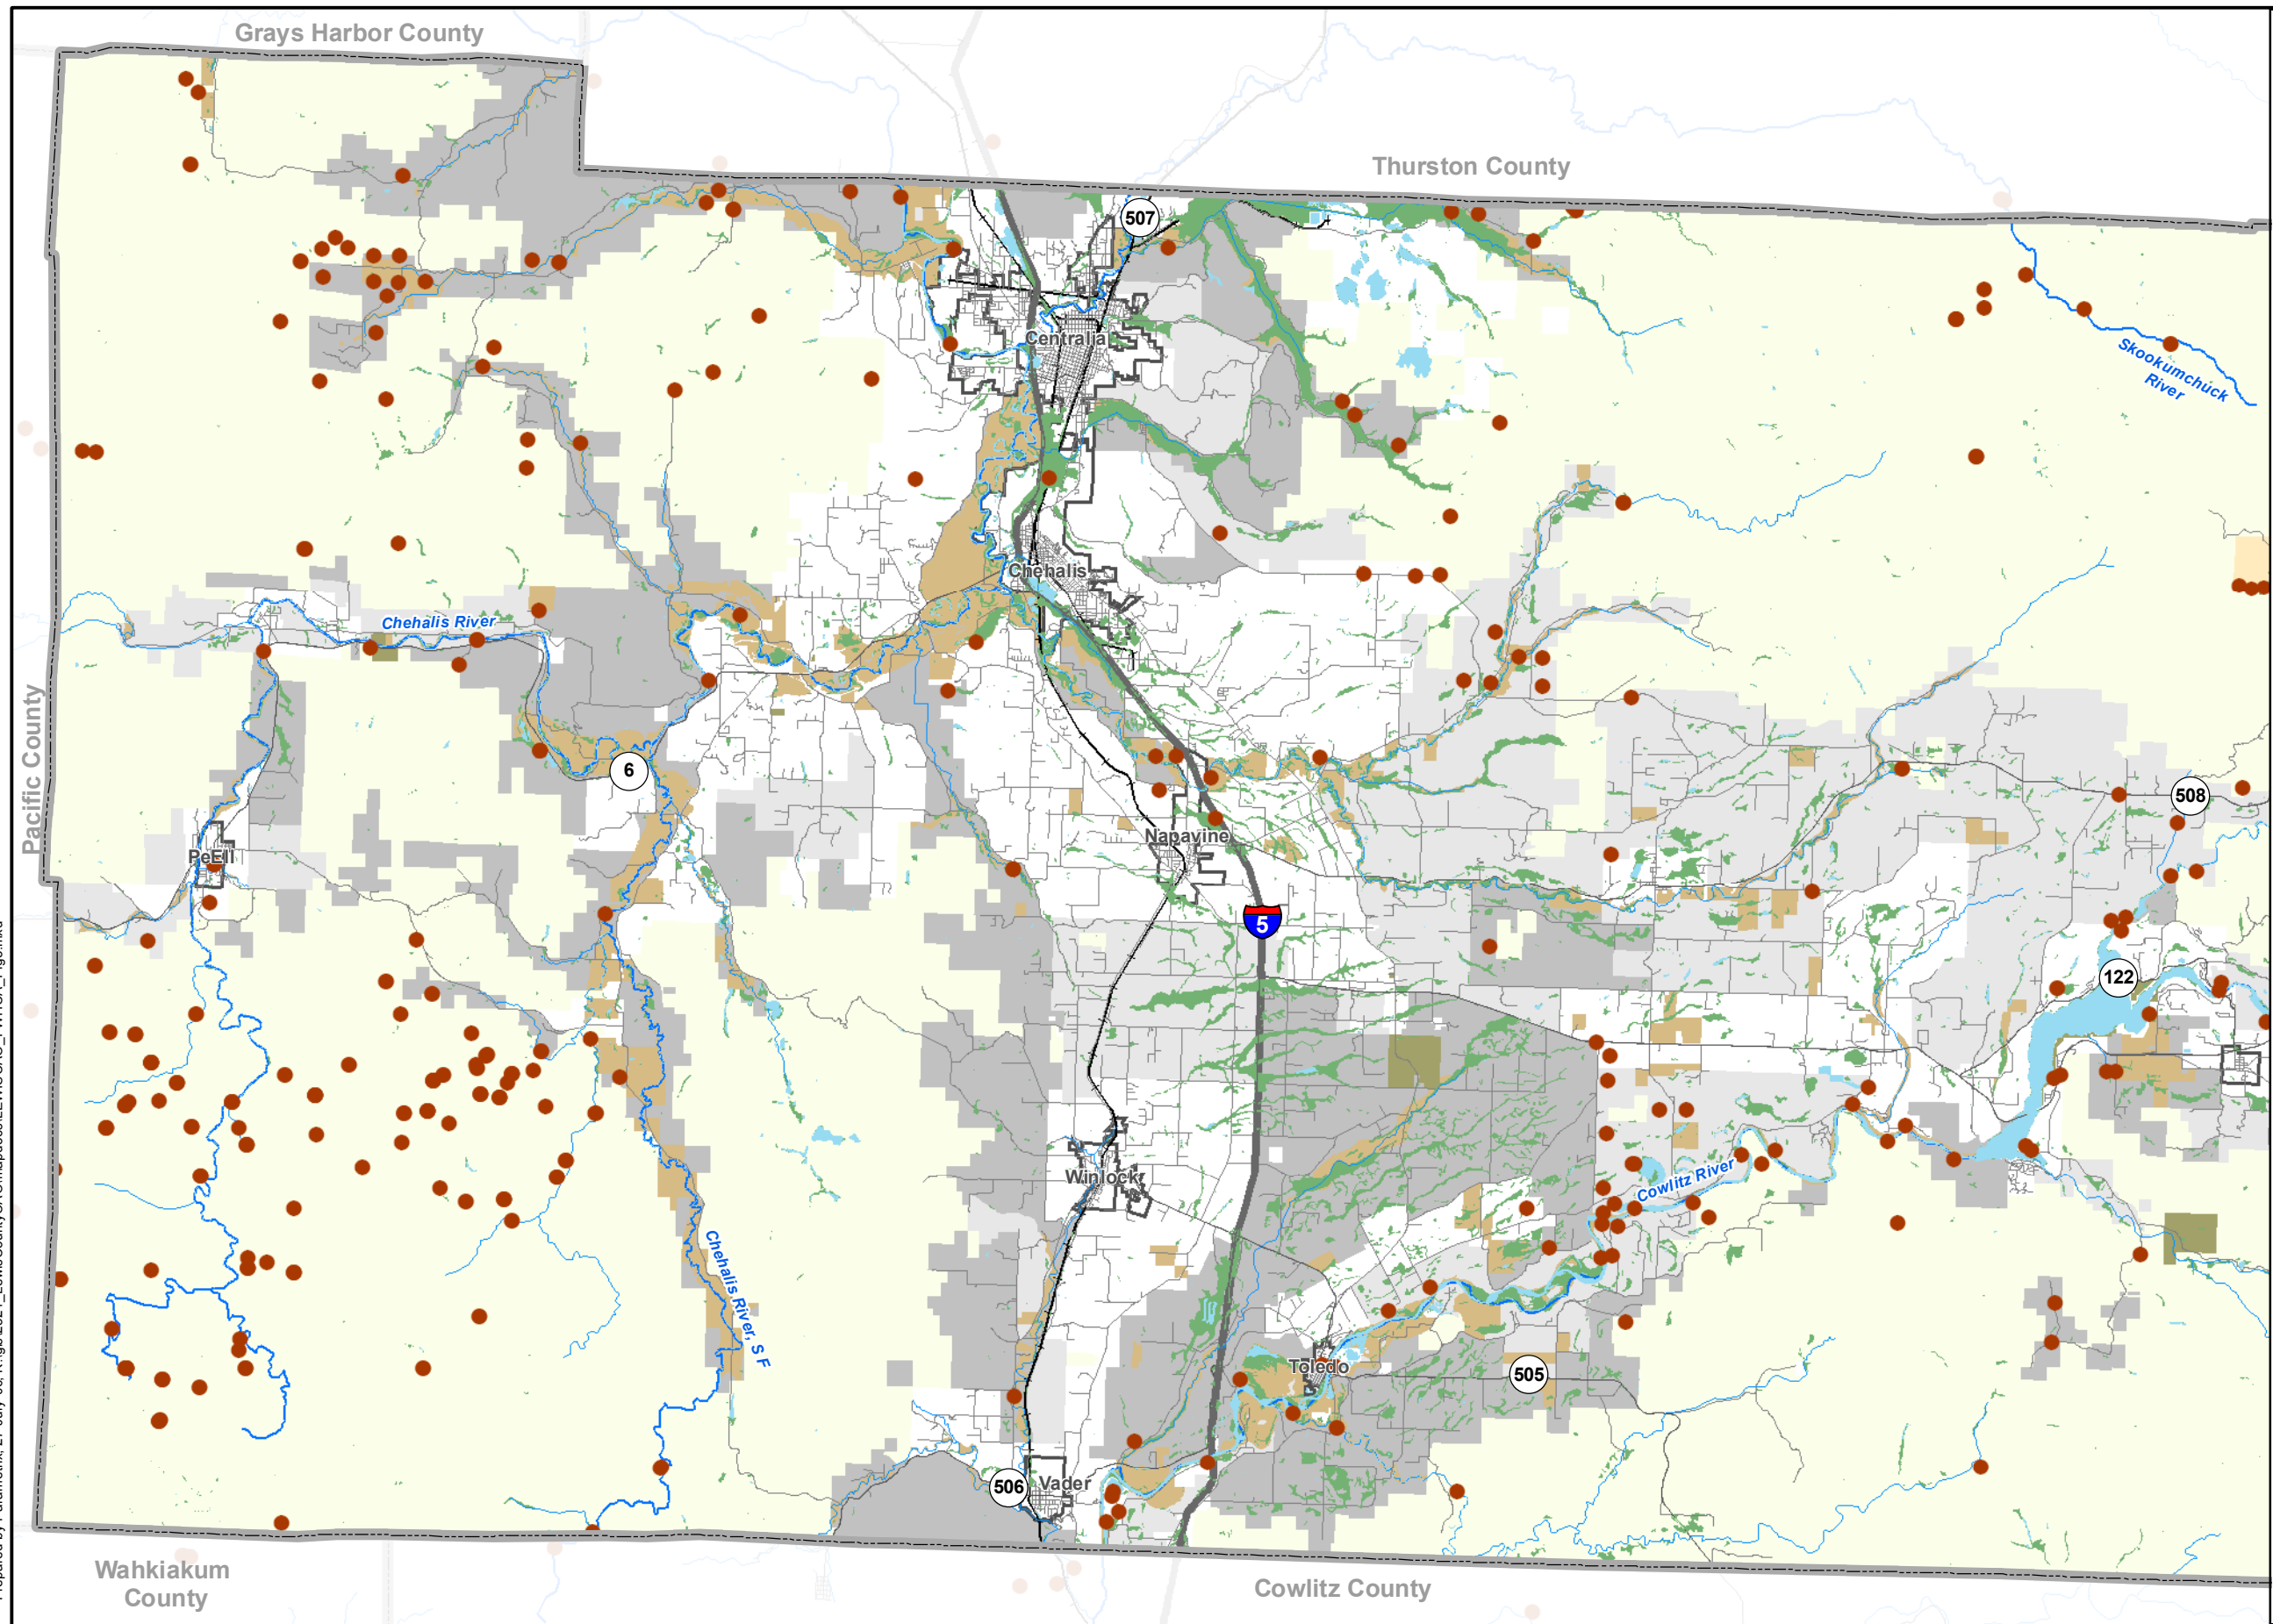 Grays Harbor County
Thurston County
507
Centralia
Skookumchuck
River
Chehalis
Chehalis River
Pacific County
6
508
Napavine
PeEll
5
122
Winlock
Cowlitz River
Chehalis River, S F
Toledo
505
506
Vader
Wahkiakum
County
Cowlitz County